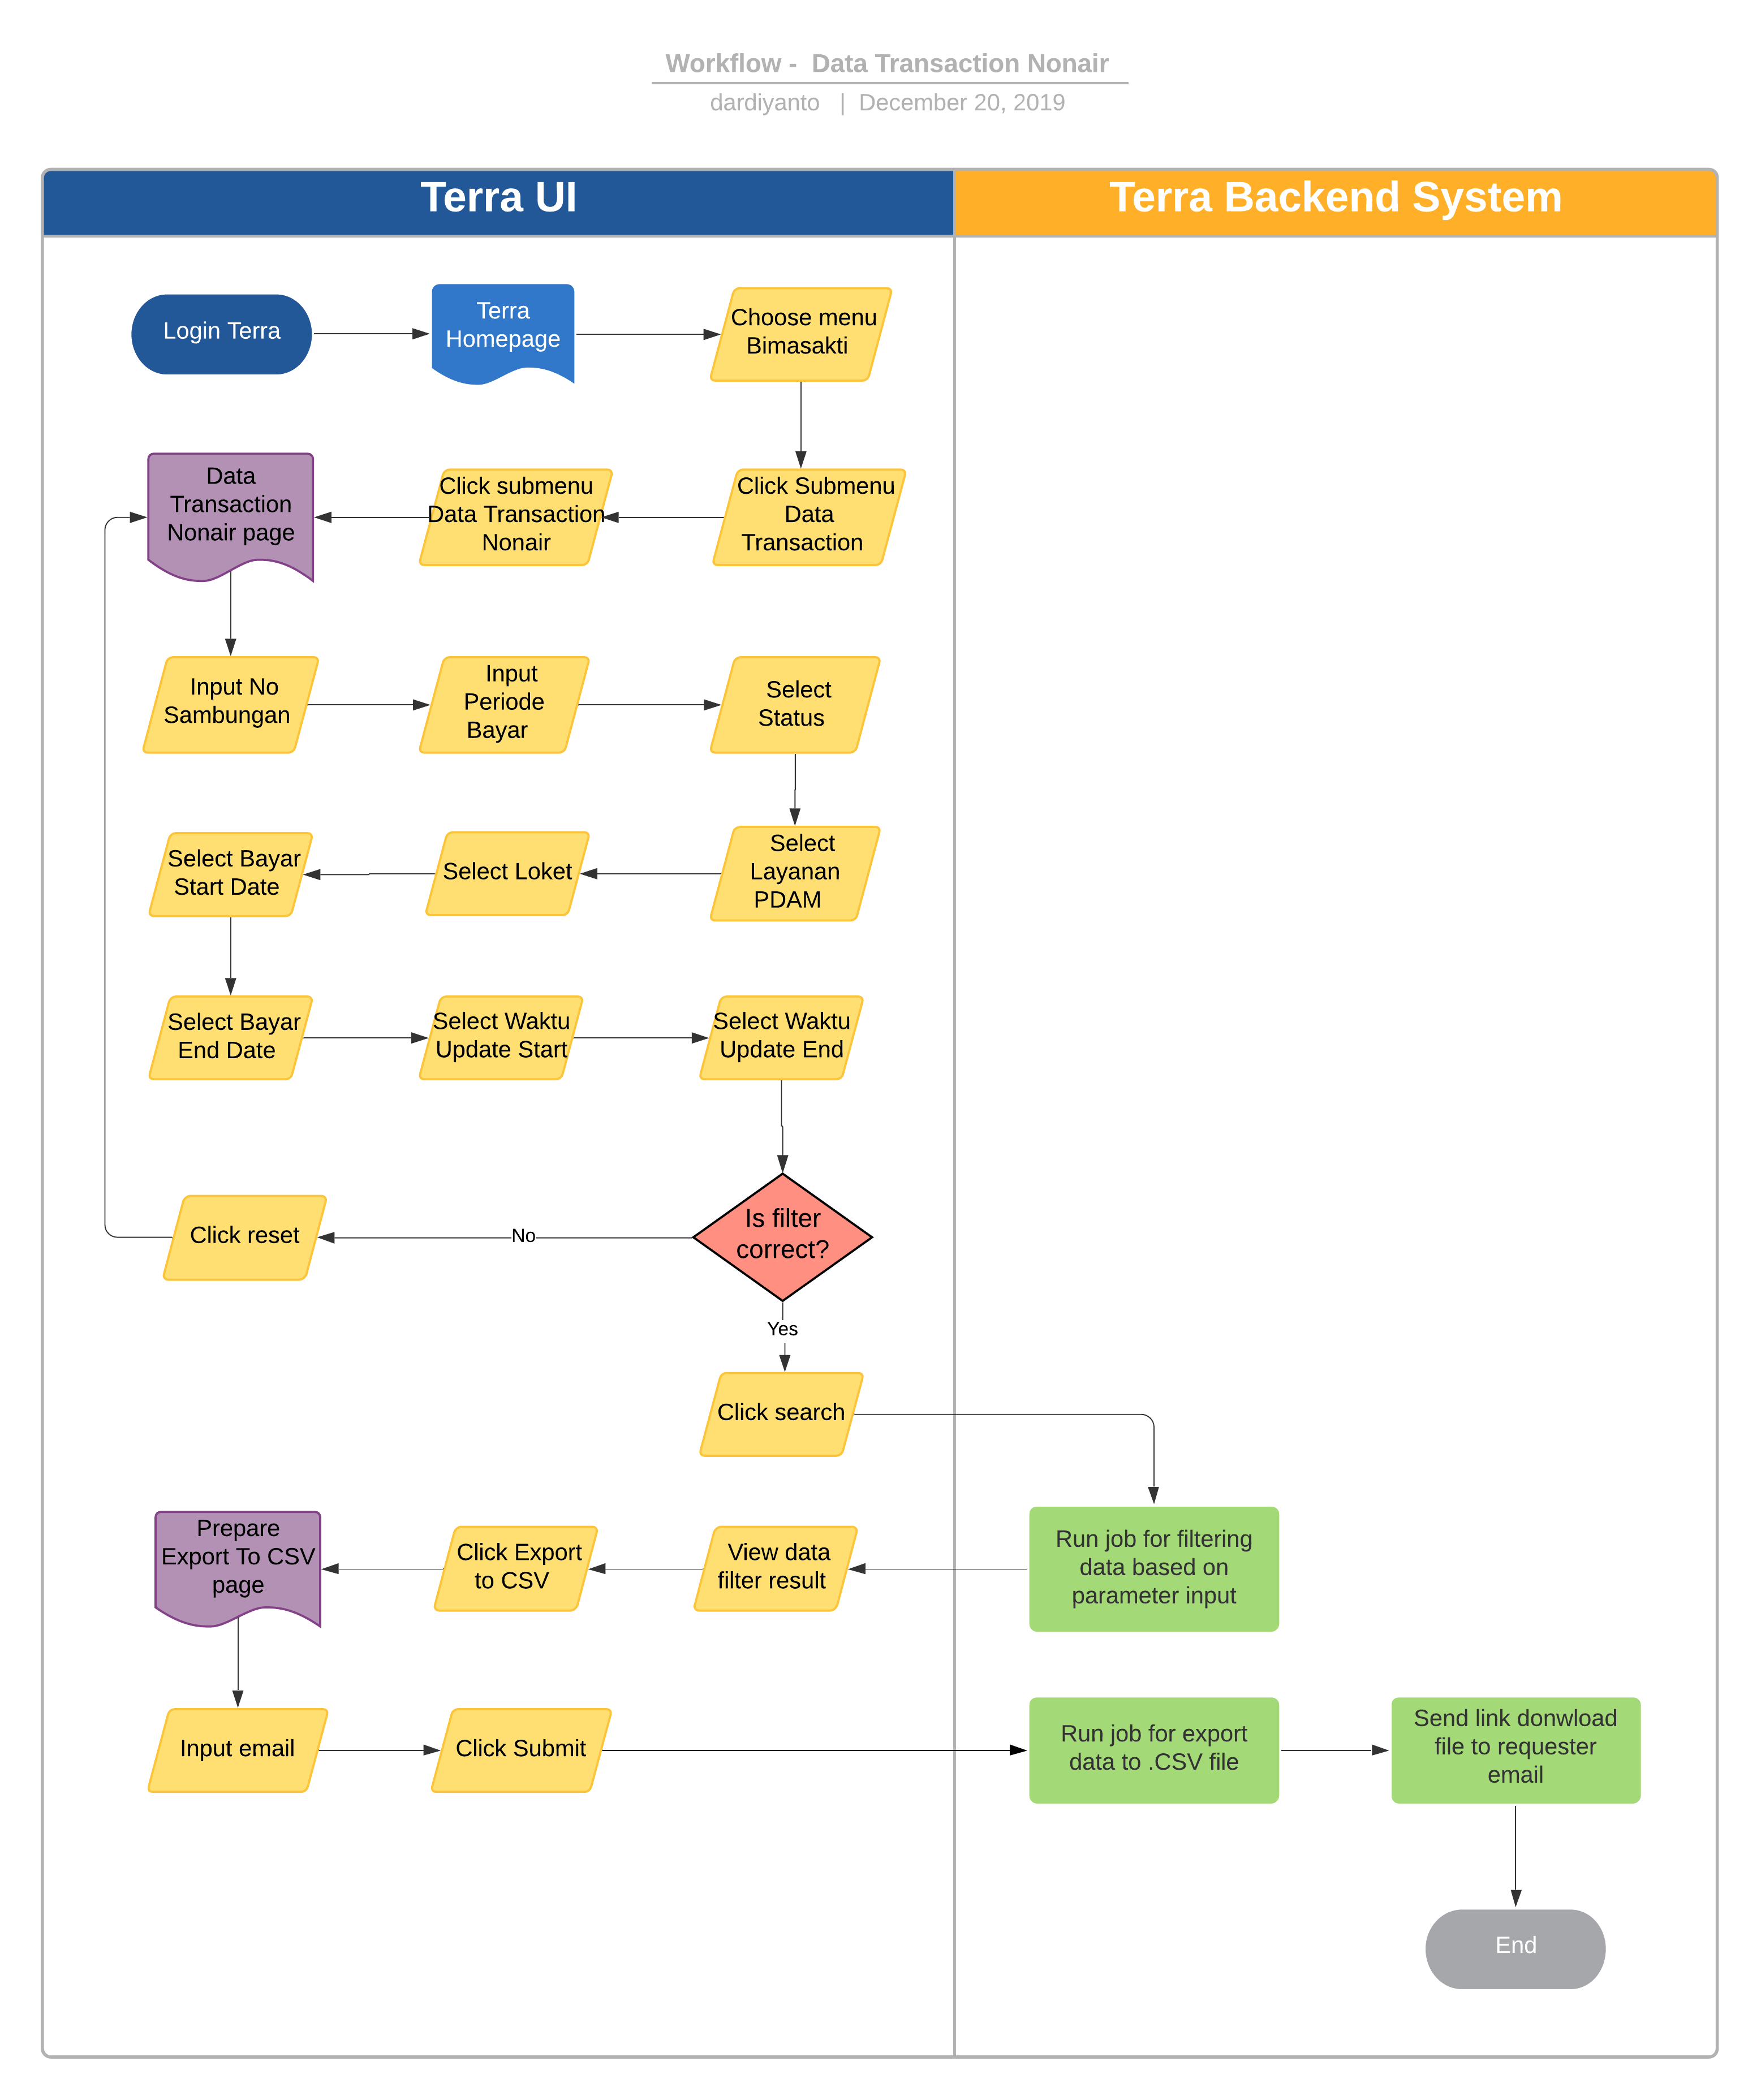 Workflow - Data Transaction Nonair
dardiyanto | December 20, 2019
Terra UI
Terra Backend System
Login Terra
Terra
Homepage
Choose menu
Bimasakti
Data
Transaction
Nonair page
Click submenu
Data Transaction
Nonair
Click Submenu
Data
Transaction
Input No
Sambungan
Input
Periode
Bayar
Select
Status
Select Bayar
Start Date
Select Loket
Select
Layanan
PDAM
Select Bayar
End Date
Select Waktu
Update Start
Select Waktu
Update End
Click reset
No
Is filter
correct?
Yes
Click search
Prepare
Export To CSV
page
Click Export
to CSV
View data
filter result
Run job for filtering
data based on
parameter input
Input email
Click Submit
Run job for export
data to .CSV file
Send link donwload
file to requester
email
End